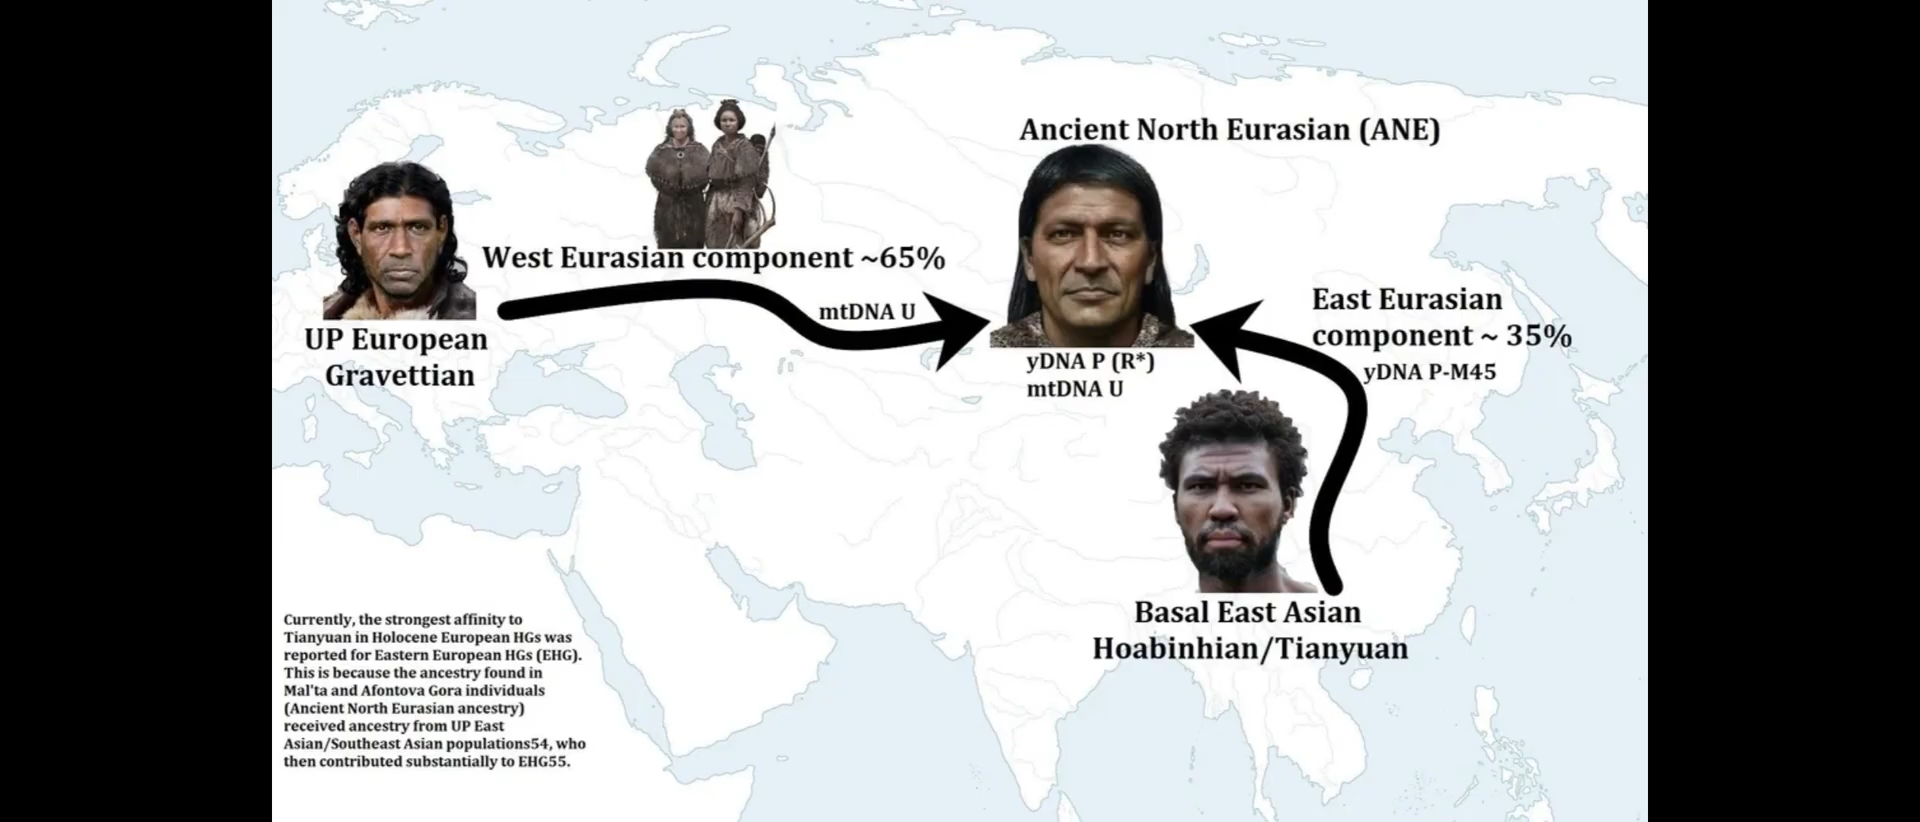 Ancient North Eurasian (ANE)
West Eurasian component ~65%
mtDNA U
UP European
Gravettian
yDNA P (R*)
mtDNA U
East Eurasian
component ~ 35%
yDNA P-M45
Basal East Asian
Hoabinhian/Tianyuan
Currently, the strongest affinity to
Tianyuan in Holocene European HGs was
reported for Eastern European HGs (EHG).
This is because the ancestry found in
Mal'ta and Afontova Gora individuals
(Ancient North Eurasian ancestry)
received ancestry from UP East
Asian/Southeast Asian populations54, who
then contributed substantially to EHG55.